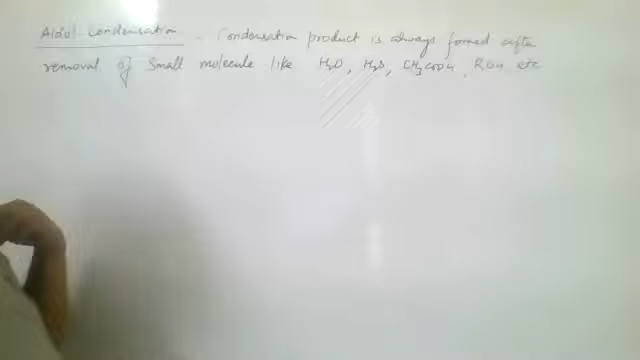 Aldol condensation - Condensation product is always formed after
removal of small molecule like H₂O, H₂S, CH₃COOH, ROH, etc